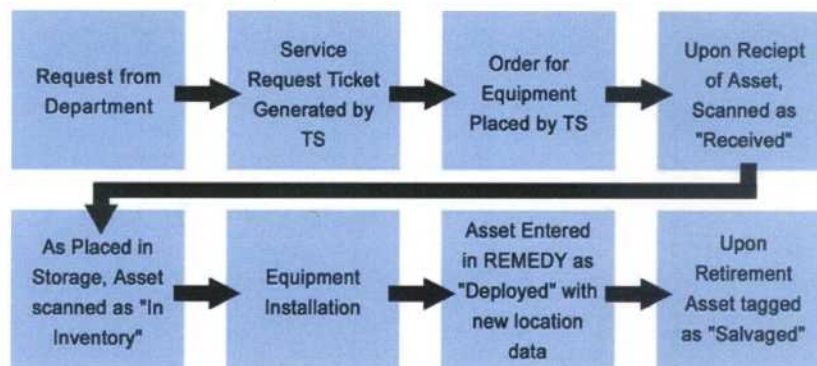 Request from
Department
Service
Request Ticket
Generated by
TS
Order for
Equipment
Placed by TS
Upon Reciept
of Asset,
Scanned as
"Received"
As Placed in
Storage, Asset
scanned as "In
Inventory"
Equipment
Installation
Asset Entered
in REMEDY as
"Deployed" with
new location
data
Upon
Retirement
Asset tagged
as "Salvaged"